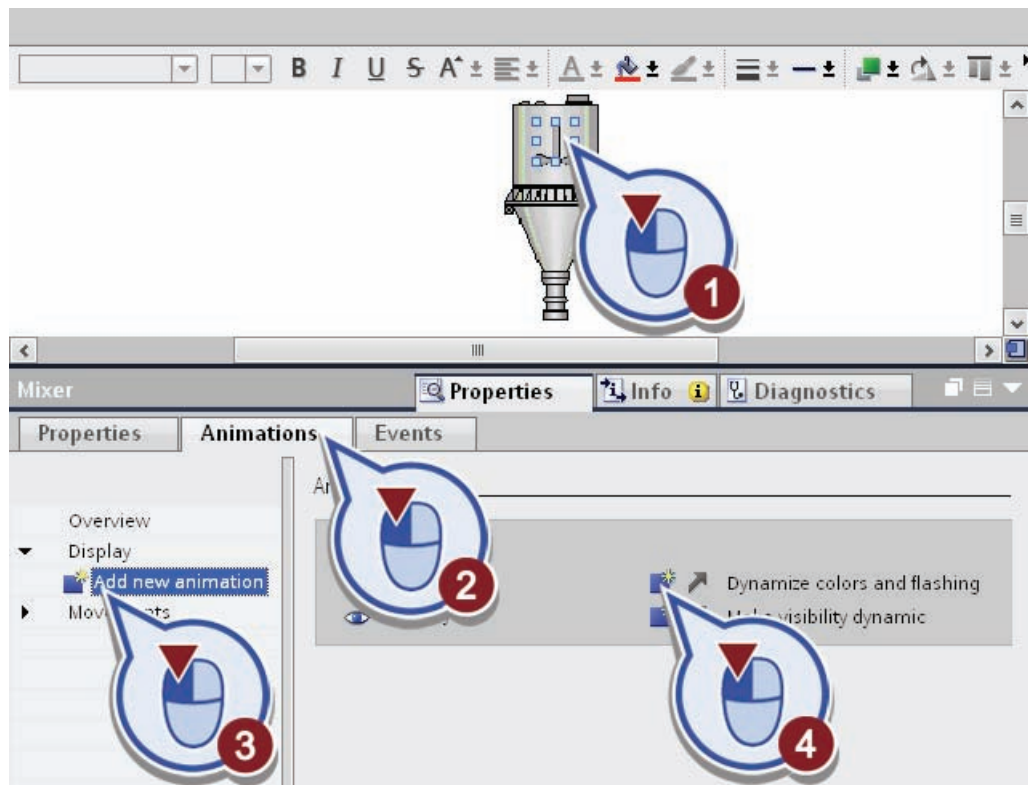 B I U S A
1
Mixer Properties Info Diagnostics
Properties Animations Events
Overview
Display
Add new animation
Dynamize colors and flashing
visibility dynamic
2
3
4